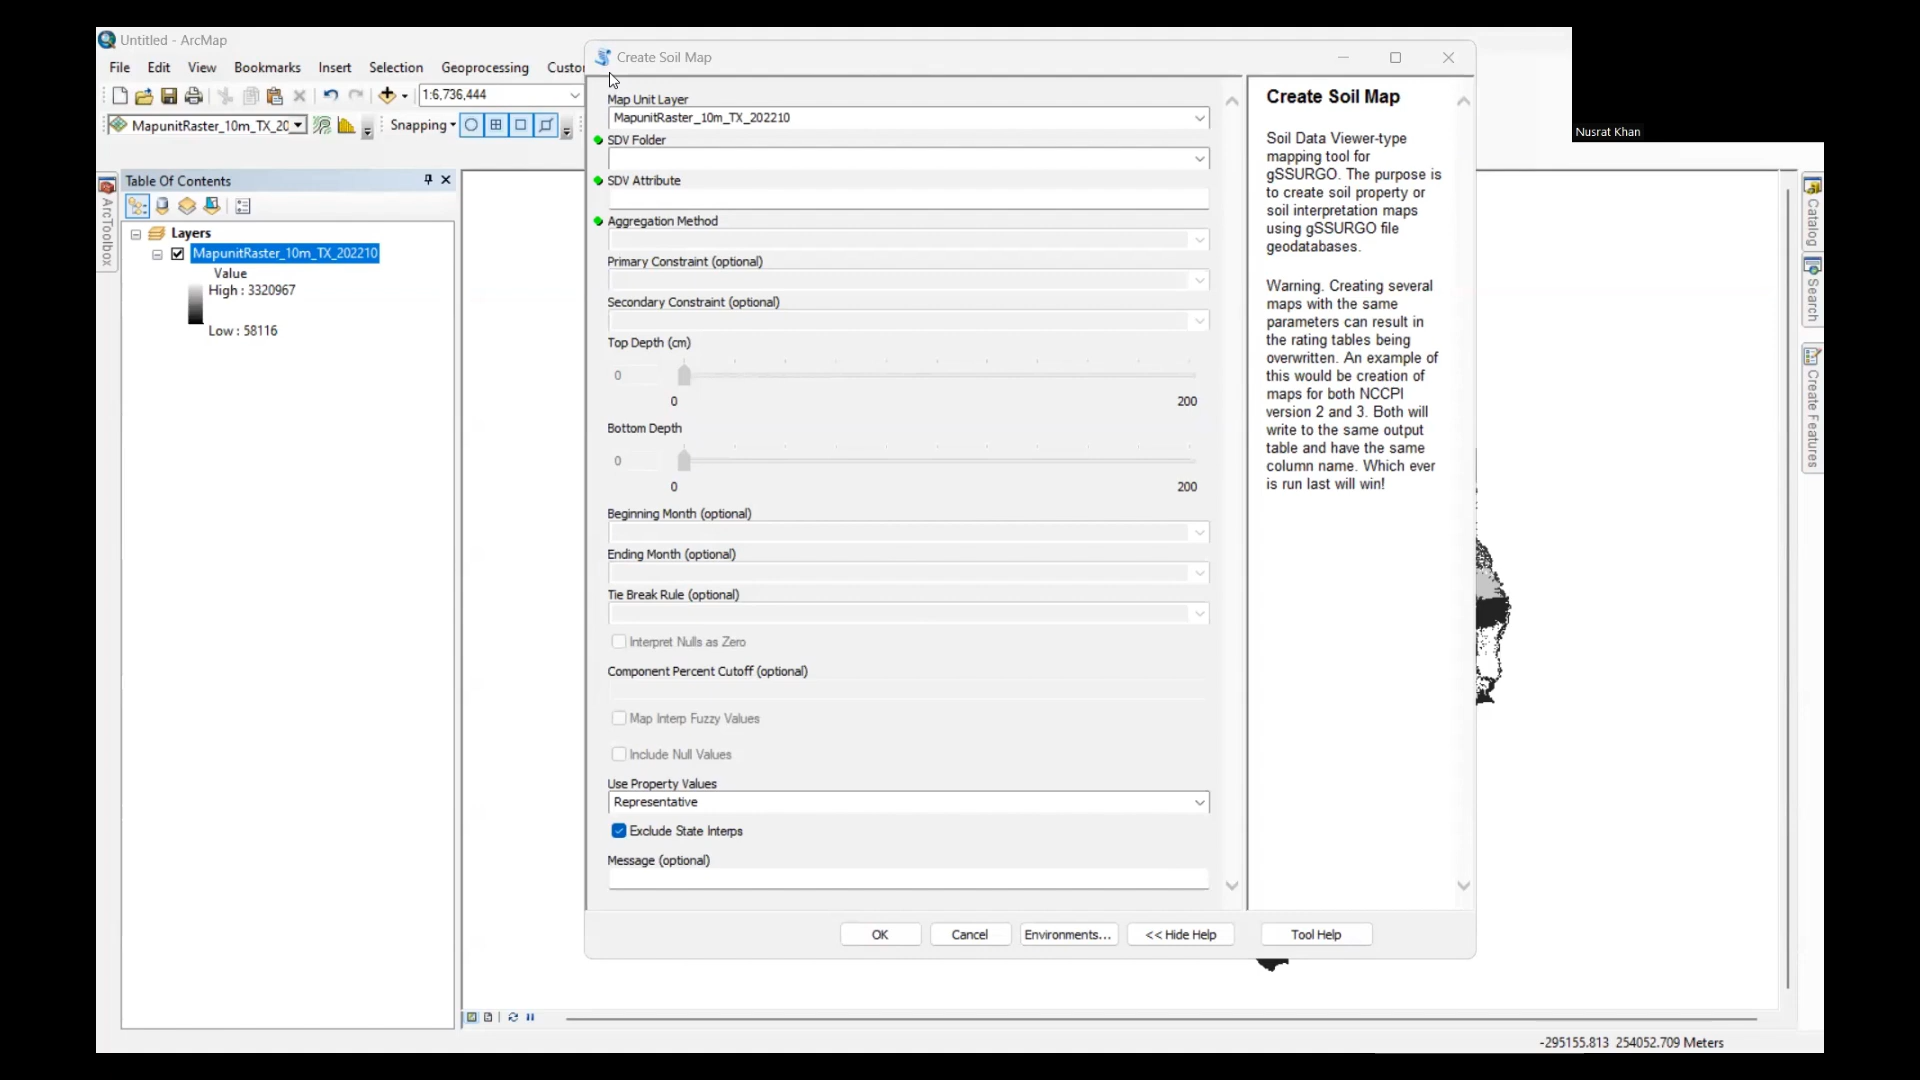 Untitled - ArcMap
File Edit View Bookmarks Insert Selection Geoprocessing Custo
1:6,736,444
MapunitRaster_10m_TX_20
Snapping
Table Of Contents
ArcToolbox
Layers
MapunitRaster_10m_TX_202210
Value
High : 3320967
Low : 58116
Create Soil Map
Map Unit Layer
MapunitRaster_10m_TX_202210
SDV Folder
SDV Attribute
Aggregation Method
Primary Constraint (optional)
Secondary Constraint (optional)
Top Depth (cm)
0
0 200
Bottom Depth
0
0 200
Beginning Month (optional)
Ending Month (optional)
Tie Break Rule (optional)
Interpret Nulls as Zero
Component Percent Cutoff (optional)
Map Interp Fuzzy Values
Include Null Values
Use Property Values
Representative
Exclude State Interps
Message (optional)
OK Cancel Environments... << Hide Help Tool Help
Create Soil Map
Soil Data Viewer-type
mapping tool for
gSSURGO. The purpose is
to create soil property or
soil interpretation maps
using gSSURGO file
geodatabases.
Warning. Creating several
maps with the same
parameters can result in
the rating tables being
overwritten. An example of
this would be creation of
maps for both NCCPI
version 2 and 3. Both will
write to the same output
table and have the same
column name. Which ever
is run last will win!
Nusrat Khan
Catalog
Search
Create Features
-295155.813 254052.709 Meters